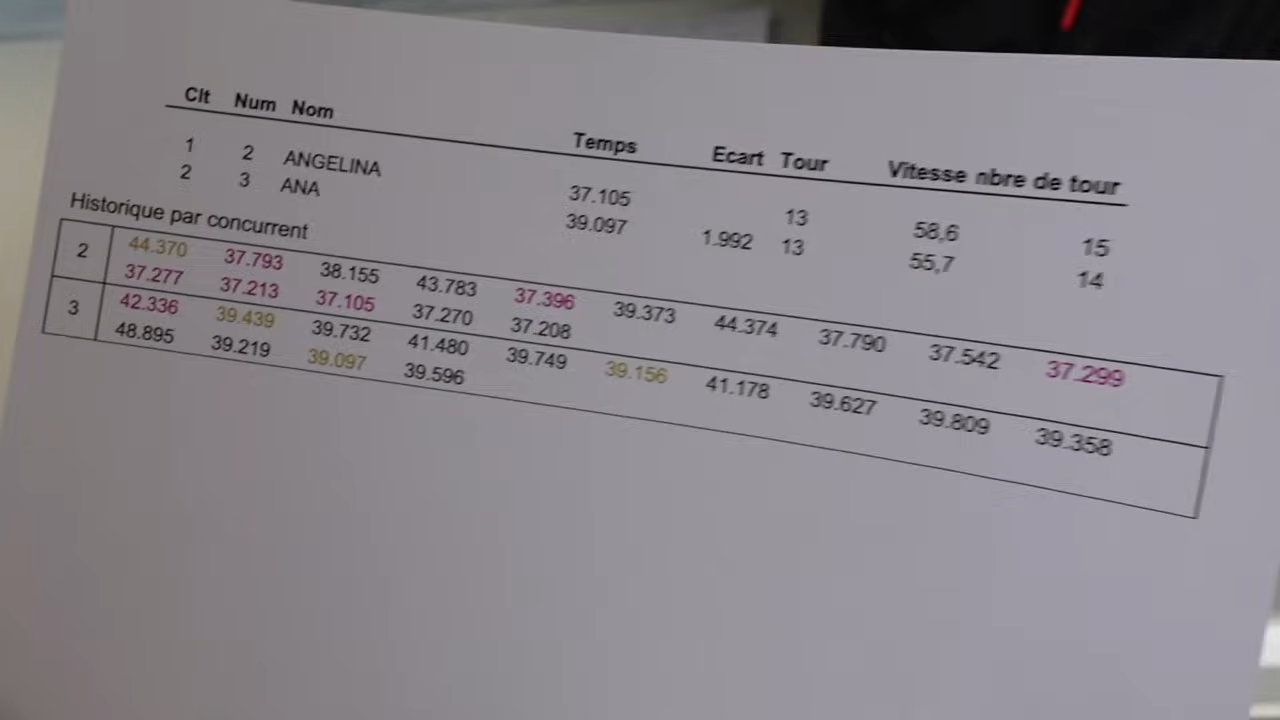 Clt Num Nom Temps Ecart Tour Vitesse nbre de tour
1 2 ANGELINA 37.105 13 58,6 15
2 3 ANA 39.097 1.992 13 55,7 14
Historique par concurrent
2 44.370 37.793 38.155 43.783 37.396 39.373 44.374 37.790 37.542 37.299
37.277 37.213 37.105 37.270 37.208
3 42.336 39.439 39.732 41.480 39.749 39.156 41.178 39.627 39.809 39.358
48.895 39.219 39.097 39.596